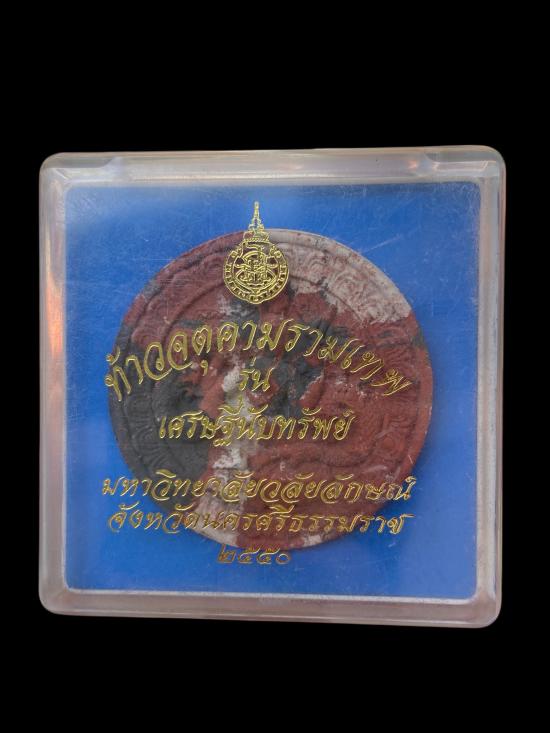 ท้าวจตุคามรามเทพ
รุ่น
เศรษฐีนับทรัพย์
มหาวิทยาลัยวลัยลักษณ์
จังหวัดนครศรีธรรมราช
๒๕๕๐